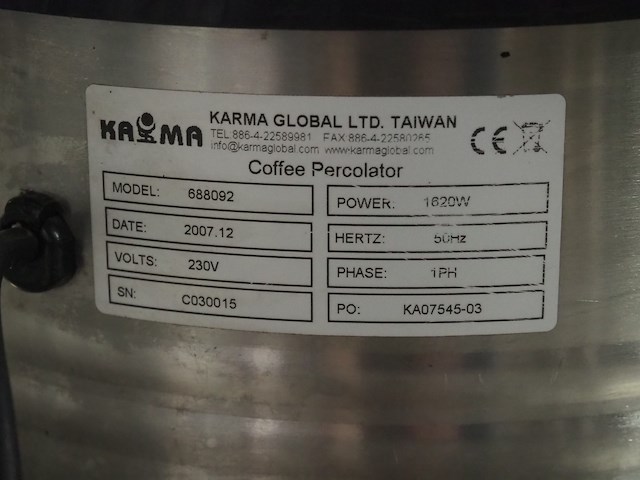 KARMA
KARMA GLOBAL LTD. TAIWAN
TEL:886-4-22589981 FAX:886-4-22580265
info@karmaglobal.com www.karmaglobal.com
CE
Coffee Percolator
MODEL: 688092
POWER: 1620W
DATE: 2007.12
HERTZ: 50Hz
VOLTS: 230V
PHASE: 1PH
SN: C030015
PO: KA07545-03